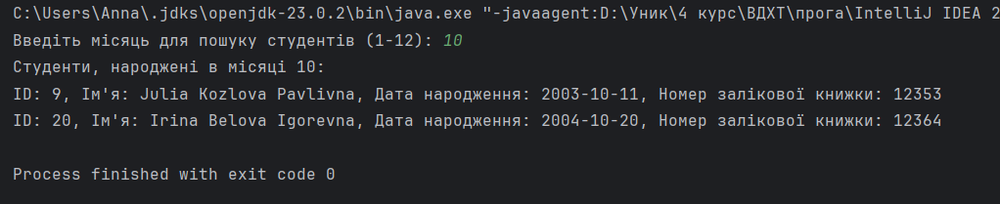 C:\Users\Anna\.jdks\openjdk-23.0.2\bin\java.exe "-javaagent:D:\Уник\4 курс\ВДХТ\прога\IntelliJ IDEA 2
Введіть місяць для пошуку студентів (1-12): 10
Студенти, народжені в місяці 10:
ID: 9, Ім'я: Julia Kozlova Pavlivna, Дата народження: 2003-10-11, Номер залікової книжки: 12353
ID: 20, Ім'я: Irina Belova Igorevna, Дата народження: 2004-10-20, Номер залікової книжки: 12364
Process finished with exit code 0